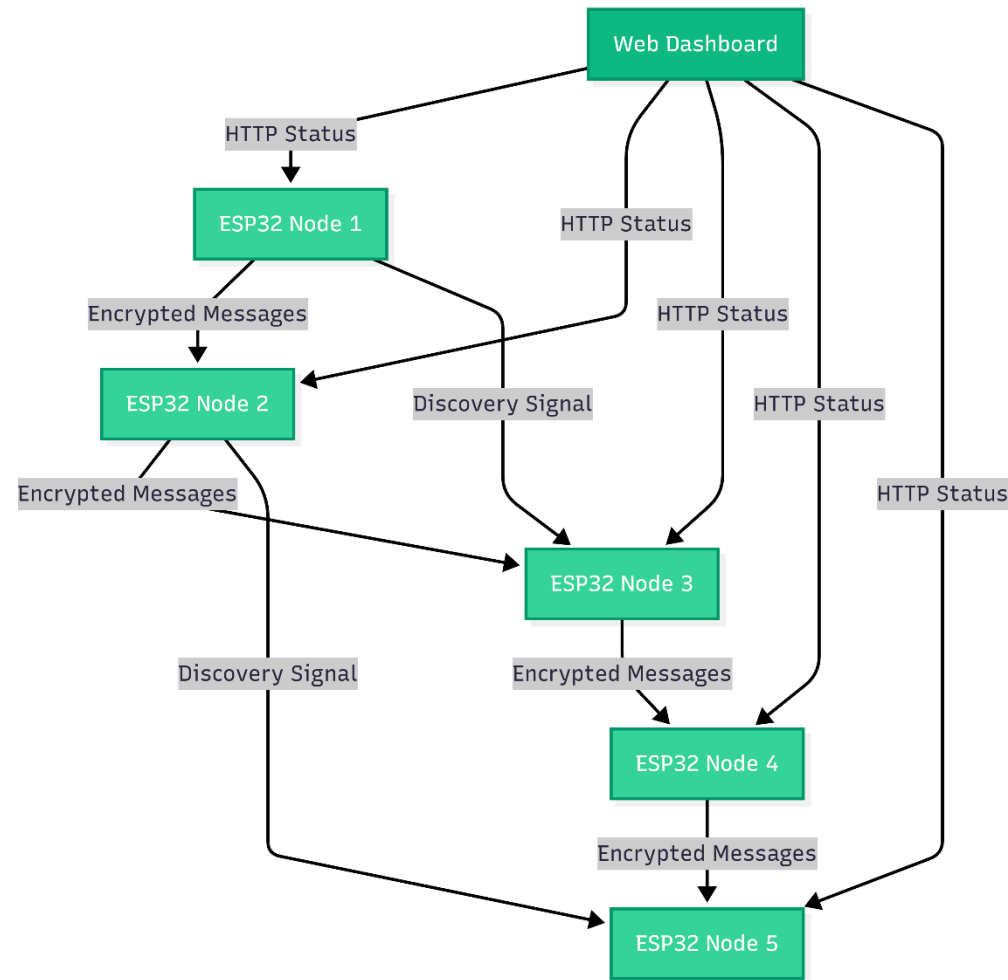 Web Dashboard
HTTP Status
ESP32 Node 1
HTTP Status
Encrypted Messages
HTTP Status
ESP32 Node 2
Discovery Signal
HTTP Status
Encrypted Messages
HTTP Status
ESP32 Node 3
Discovery Signal
Encrypted Messages
ESP32 Node 4
Encrypted Messages
ESP32 Node 5